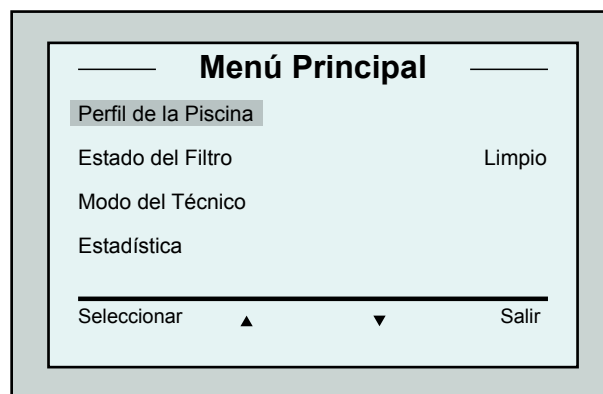 Menú Principal
Perfil de la Piscina
Estado del Filtro Limpio
Modo del Técnico
Estadística
Seleccionar ▲ ▼ Salir